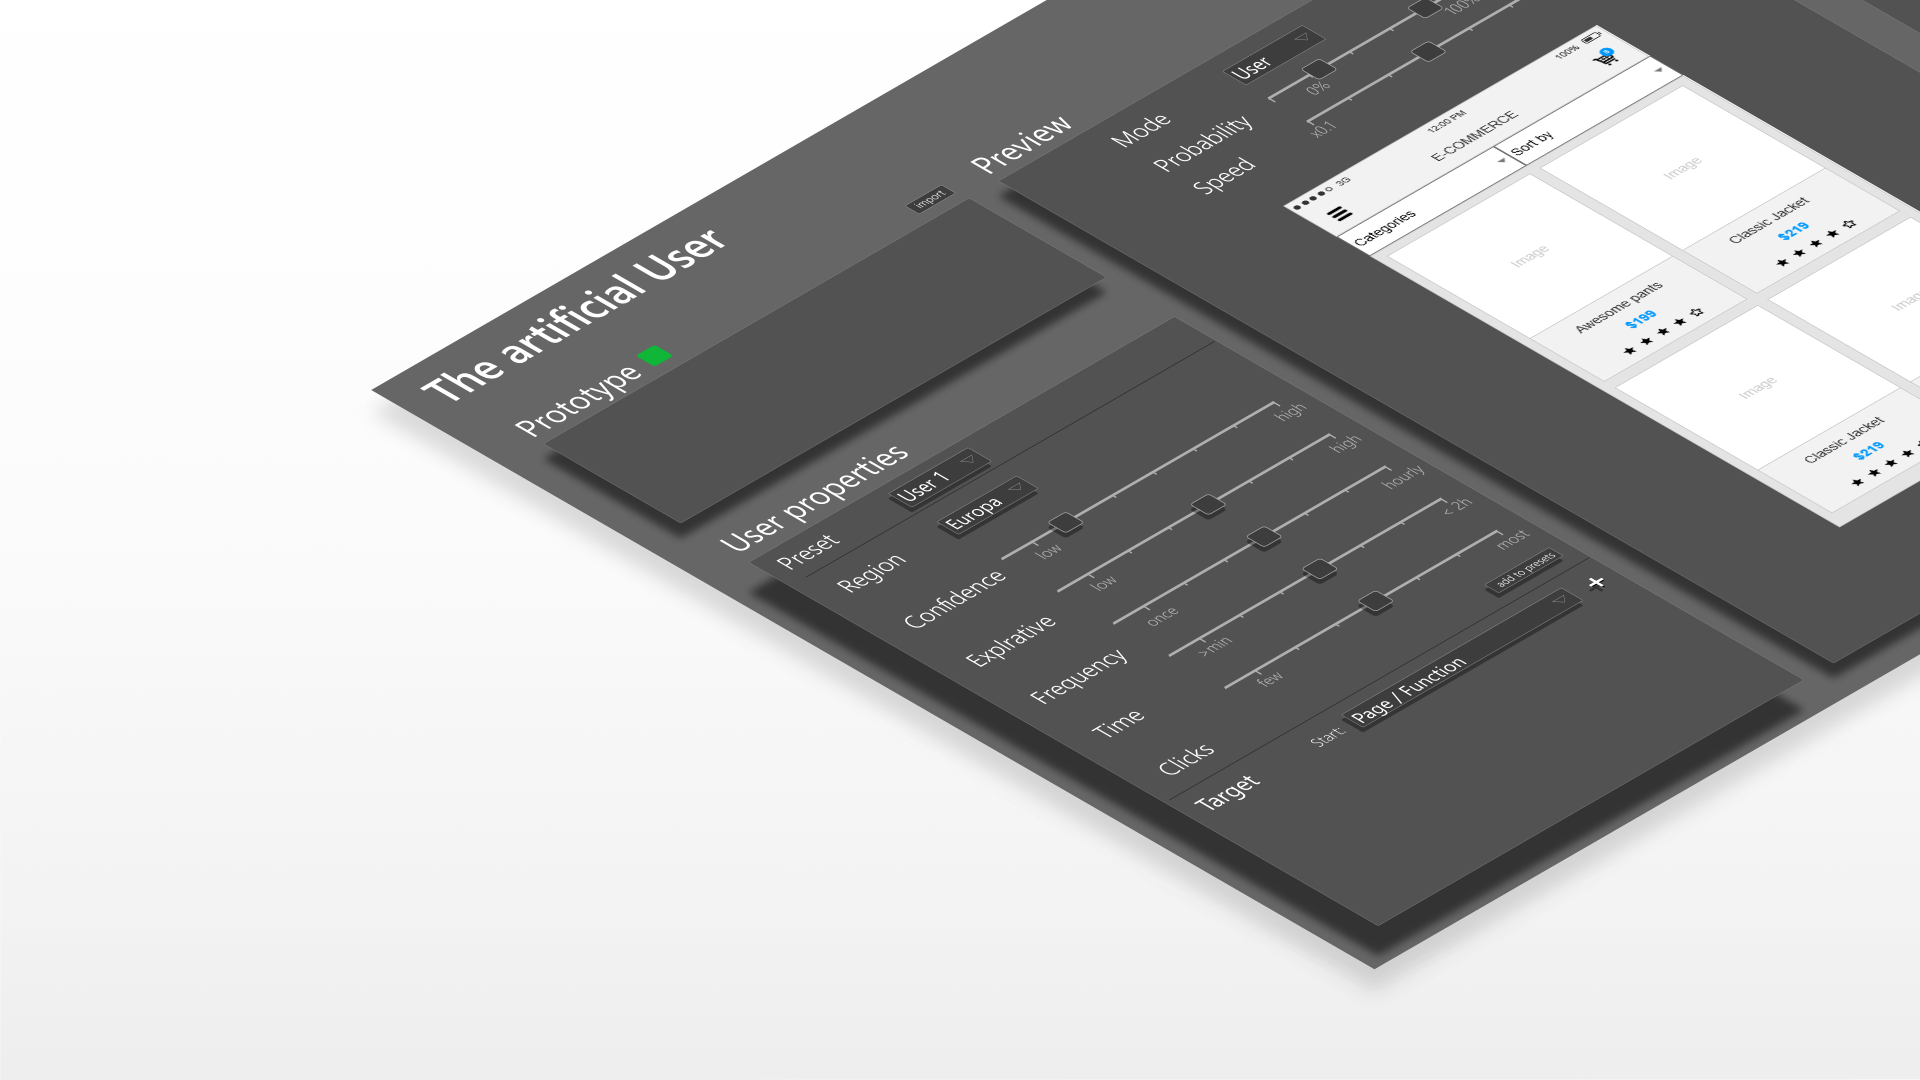 The artificial User
Prototype
import
User properties
Preset
User 1
Region
Europa
Confidence
low
high
Explrative
low
high
Frequency
once
hourly
Time
>min
< 2h
Clicks
few
most
add to presets
Target
Start:
Page / Function
+
Preview
Mode
User
Probability
0%
100%
Speed
x0.1
3G
12:00 PM
100%
E-COMMERCE
Categories
Sort by
Image
Awesome pants
$199
Image
Classic Jacket
$219
Image
Classic Jacket
$219